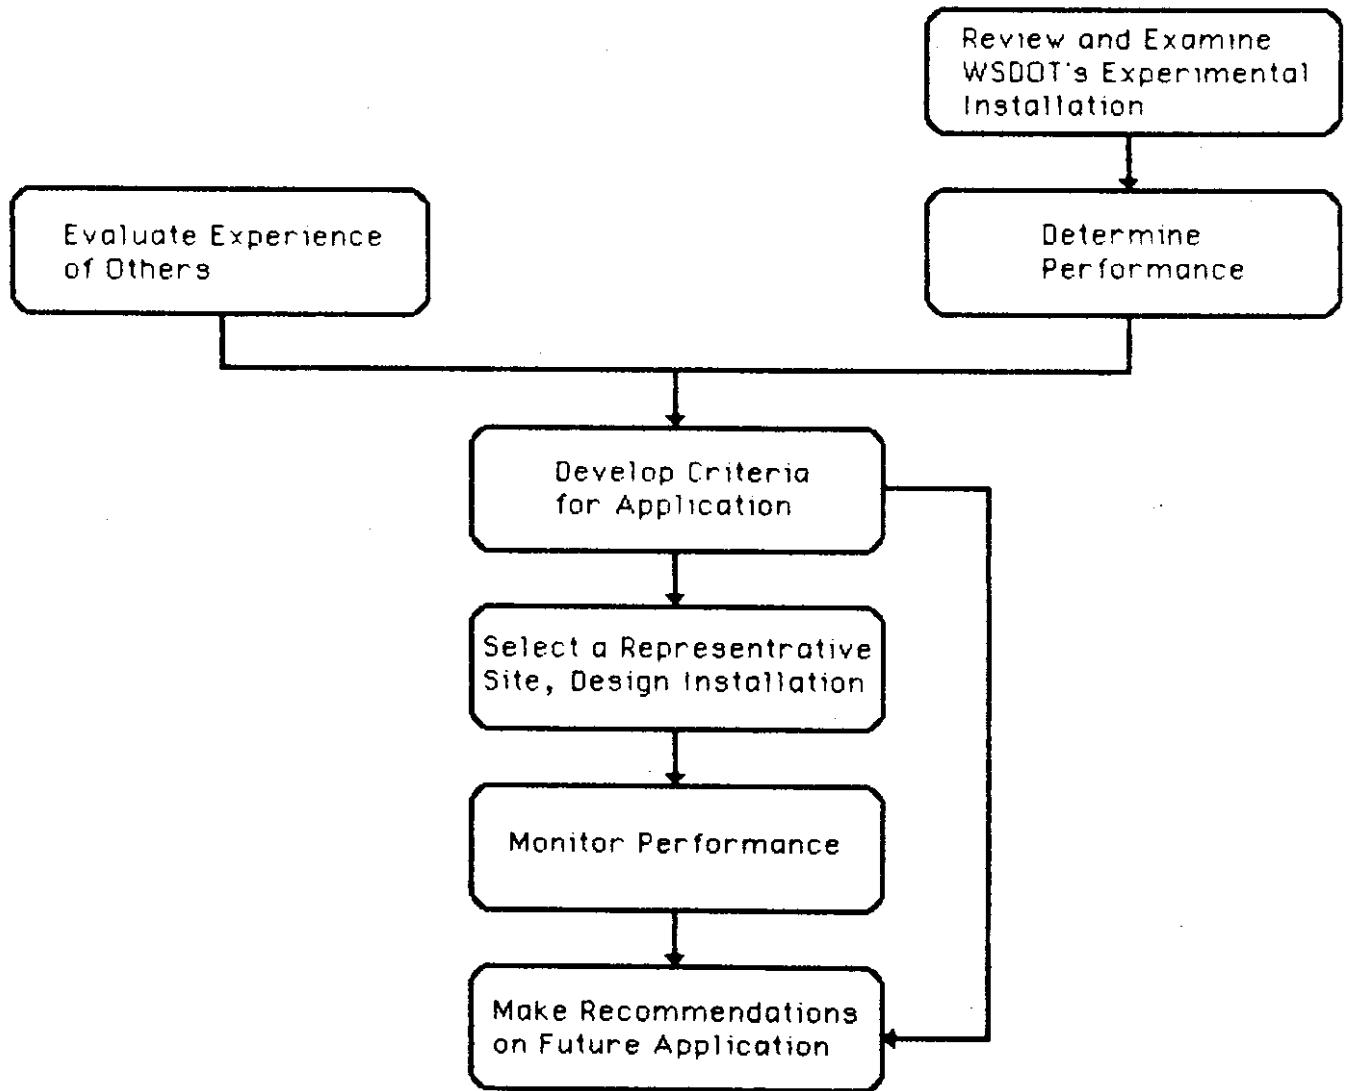 Review and Examine
WSDOT's Experimental
Installation
Evaluate Experience
of Others
Determine
Performance
Develop Criteria
for Application
Select a Representrative
Site, Design Installation
Monitor Performance
Make Recommendations
on Future Application